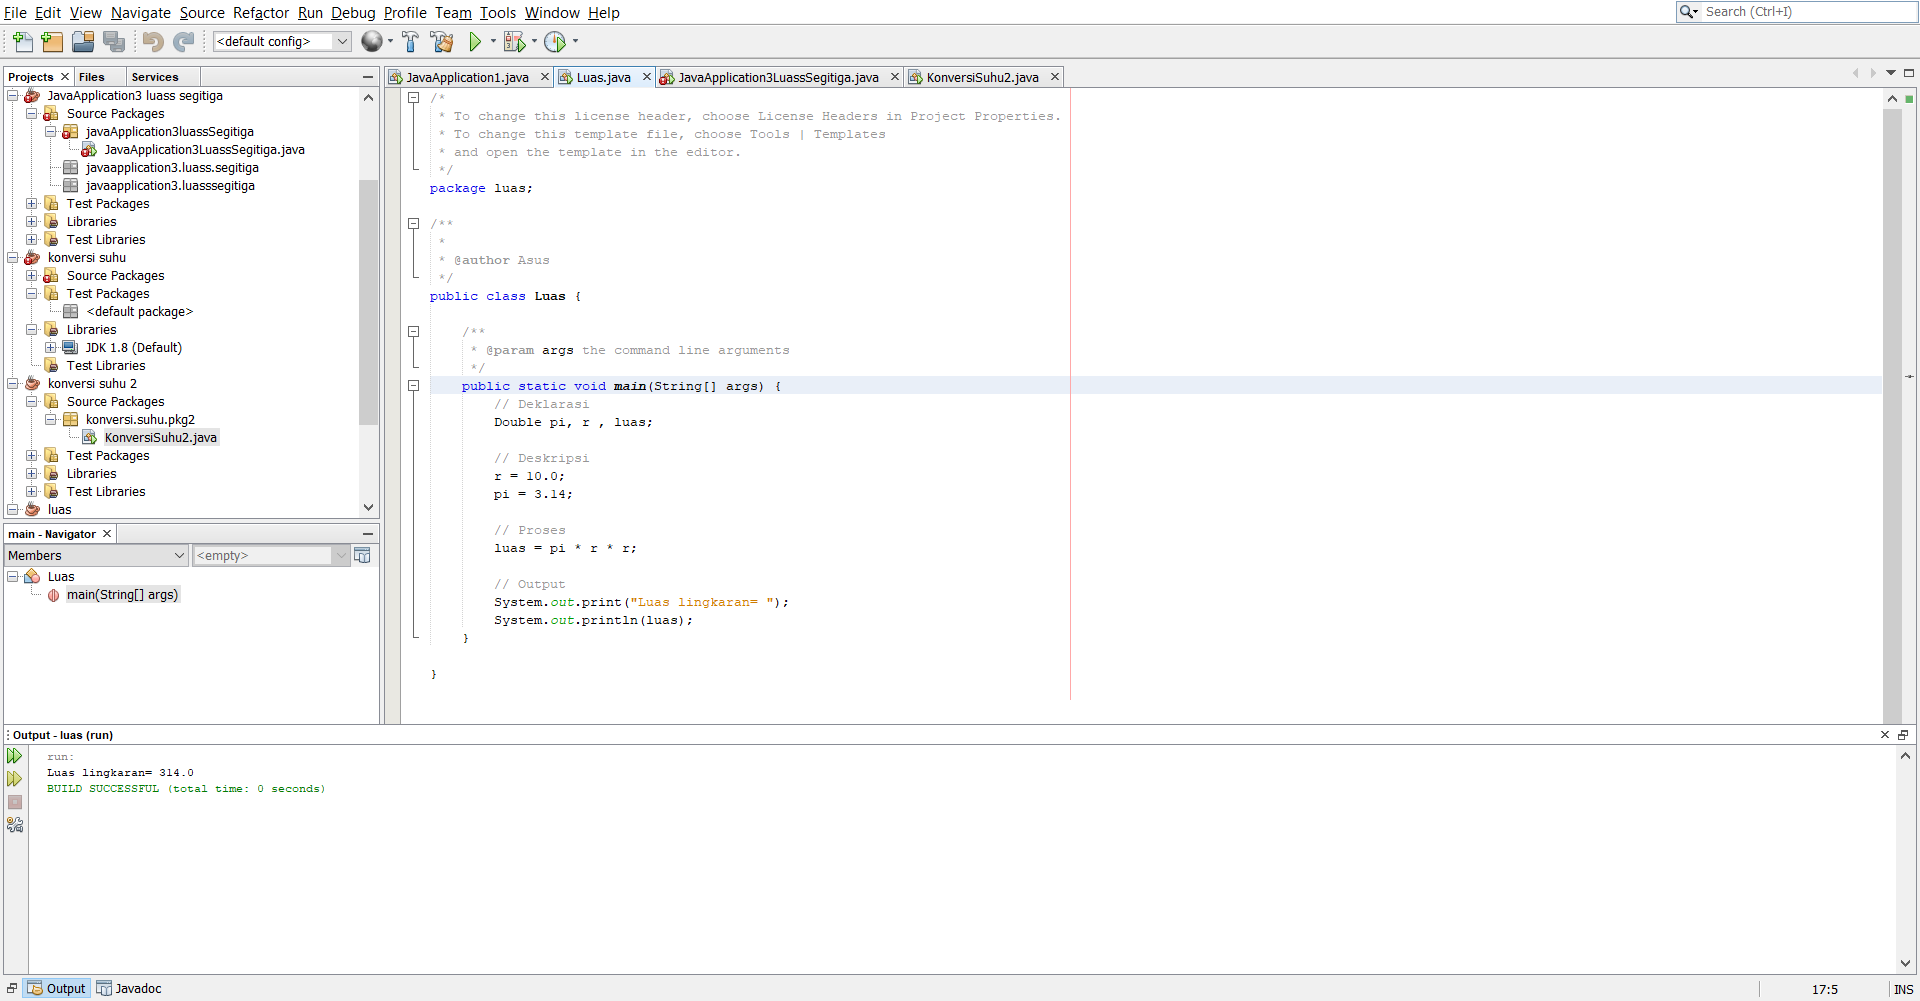 File Edit View Navigate Source Refactor Run Debug Profile Team Tools Window Help
Search (Ctrl+I)
<default config>
Projects Files Services
JavaApplication3 luass segitiga
Source Packages
javaApplication3luassSegitiga
JavaApplication3LuassSegitiga.java
javaapplication3.luass.segitiga
javaapplication3.luasssegitiga
Test Packages
Libraries
Test Libraries
konversi suhu
Source Packages
Test Packages
<default package>
Libraries
JDK 1.8 (Default)
Test Libraries
konversi suhu 2
Source Packages
konversi.suhu.pkg2
KonversiSuhu2.java
Test Packages
Libraries
Test Libraries
luas
main - Navigator
Members <empty>
Luas
main(String[] args)
JavaApplication1.java Luas.java JavaApplication3LuassSegitiga.java KonversiSuhu2.java
/*
 * To change this license header, choose License Headers in Project Properties.
 * To change this template file, choose Tools | Templates
 * and open the template in the editor.
 */
package luas;
/**
 *
 * @author Asus
 */
public class Luas {
    /**
     * @param args the command line arguments
     */
    public static void main(String[] args) {
        // Deklarasi
        Double pi, r , luas;
        // Deskripsi
        r = 10.0;
        pi = 3.14;
        // Proses
        luas = pi * r * r;
        // Output
        System.out.print("Luas lingkaran= ");
        System.out.println(luas);
    }
}
Output - luas (run)
run:
Luas lingkaran= 314.0
BUILD SUCCESSFUL (total time: 0 seconds)
Output Javadoc
17:5 INS